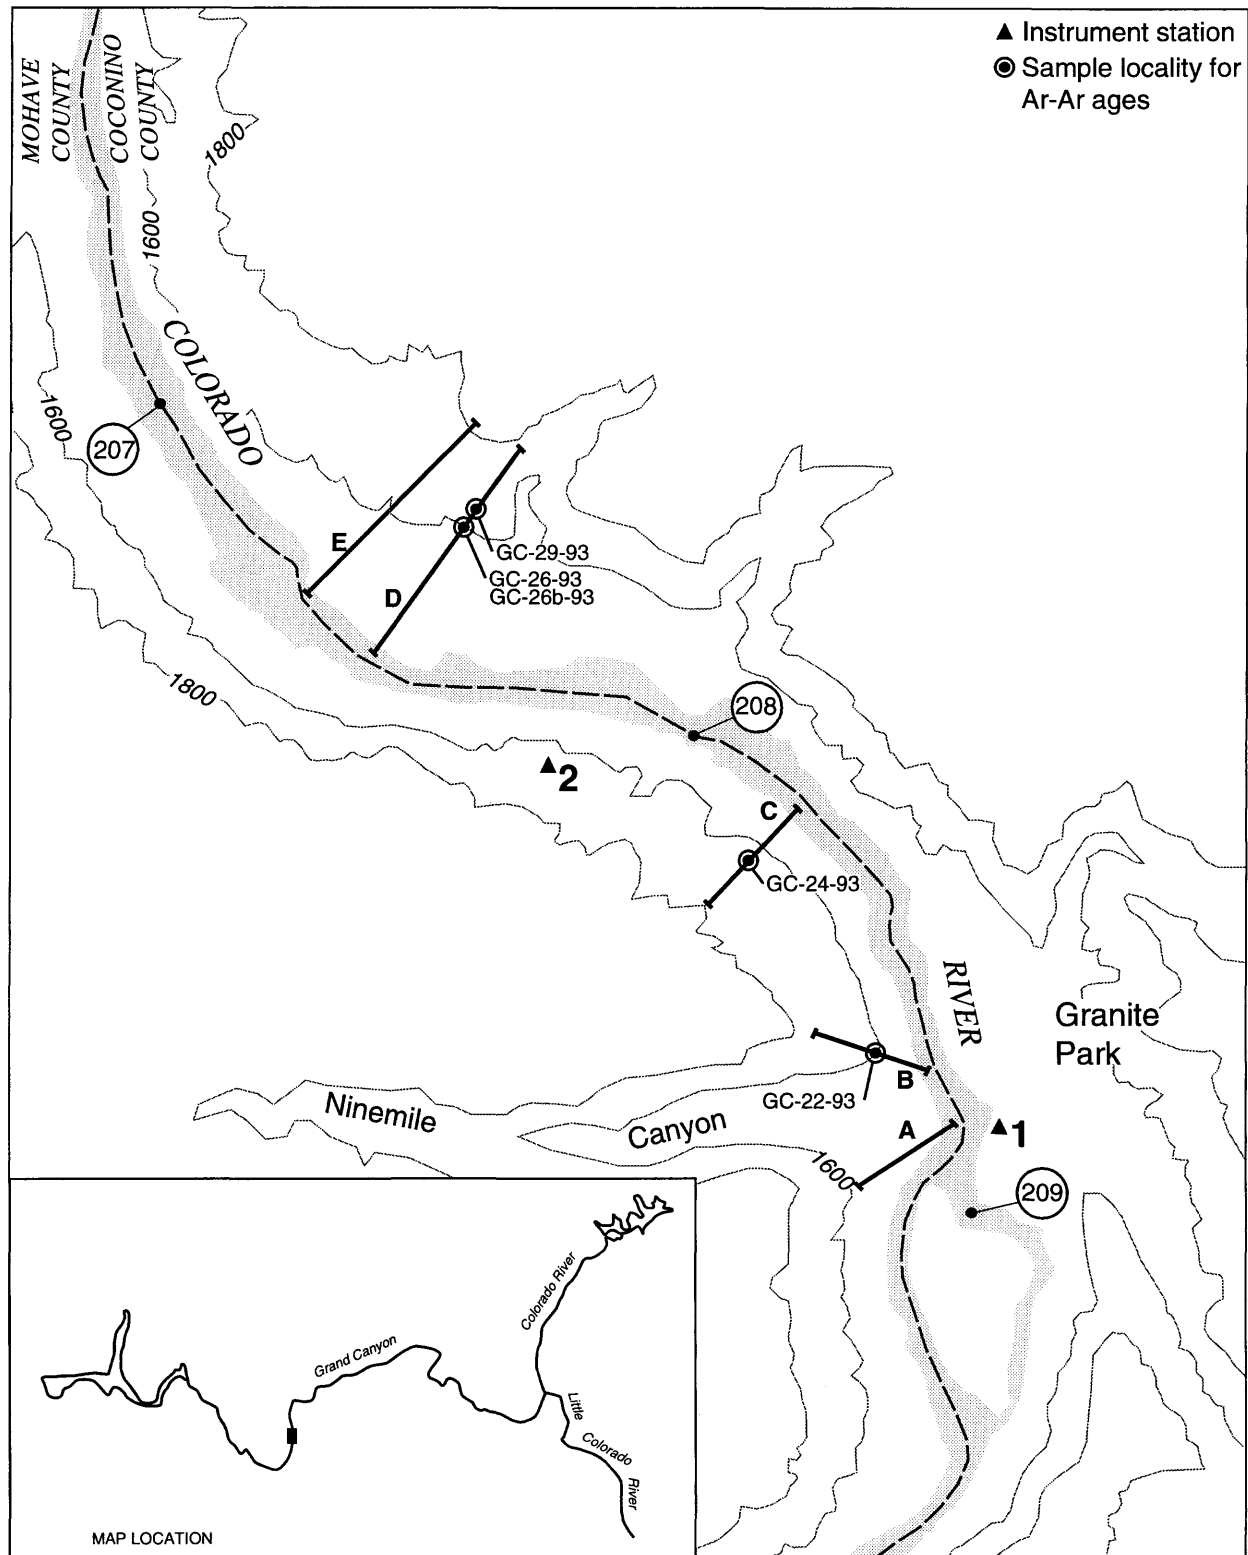 Instrument station
Sample locality for
Ar-Ar ages
MOHAVE
COUNTY
COCONINO
COUNTY
1800
1600
COLORADO
1600
207
E
GC-29-93
GC-26-93
GC-26b-93
D
1800
208
2
C
GC-24-93
RIVER
Granite
Park
B
GC-22-93
Ninemile
Canyon
A
1
1600
209
Colorado River
Grand Canyon
Little
Colorado
River
MAP LOCATION